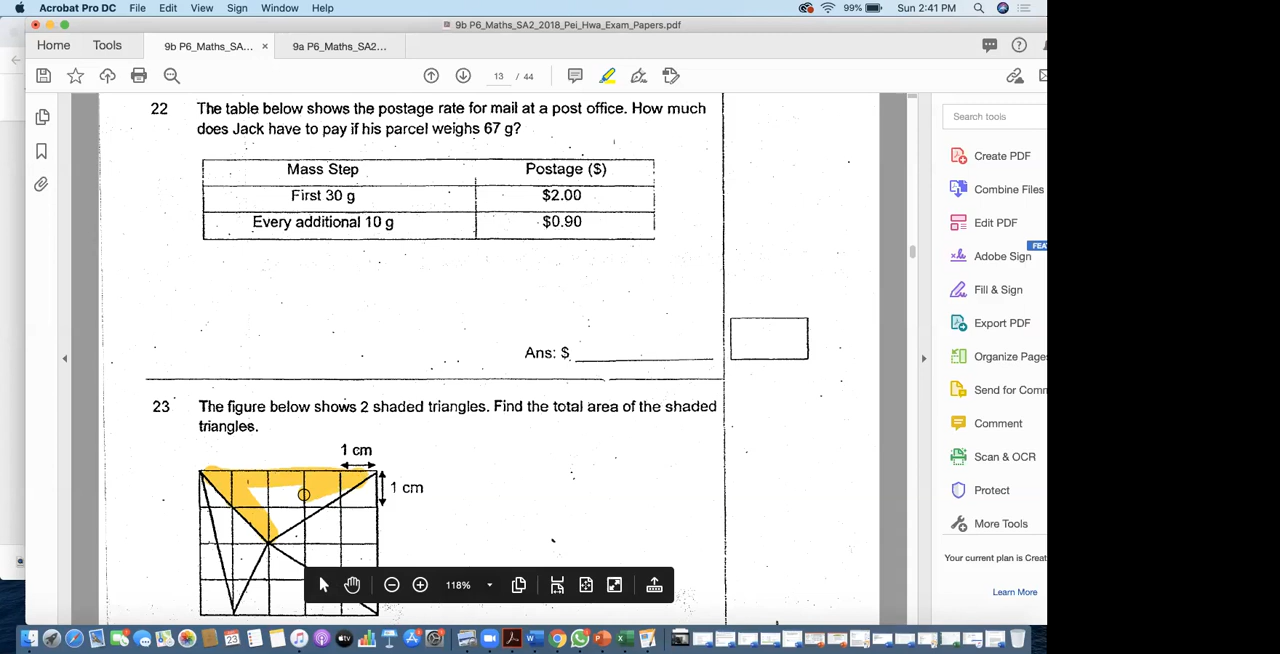 Acrobat Pro DC File Edit View Sign Window Help 99% Sun 2:41 PM
9b P6_Maths_SA2_2018_Pei_Hwa_Exam_Papers.pdf
Home Tools 9b P6_Maths_SA... × 9a P6_Maths_SA2...
13 / 44
22 The table below shows the postage rate for mail at a post office. How much
does Jack have to pay if his parcel weighs 67 g?
Mass Step Postage ($)
First 30 g $2.00
Every additional 10 g $0.90
Ans: $
23 The figure below shows 2 shaded triangles. Find the total area of the shaded
triangles.
1 cm
1 cm
118%
Search tools
Create PDF
Combine Files
Edit PDF
FEA
Adobe Sign
Fill & Sign
Export PDF
Organize Pages
Send for Comm
Comment
Scan & OCR
Protect
More Tools
Your current plan is Creat
Learn More
23